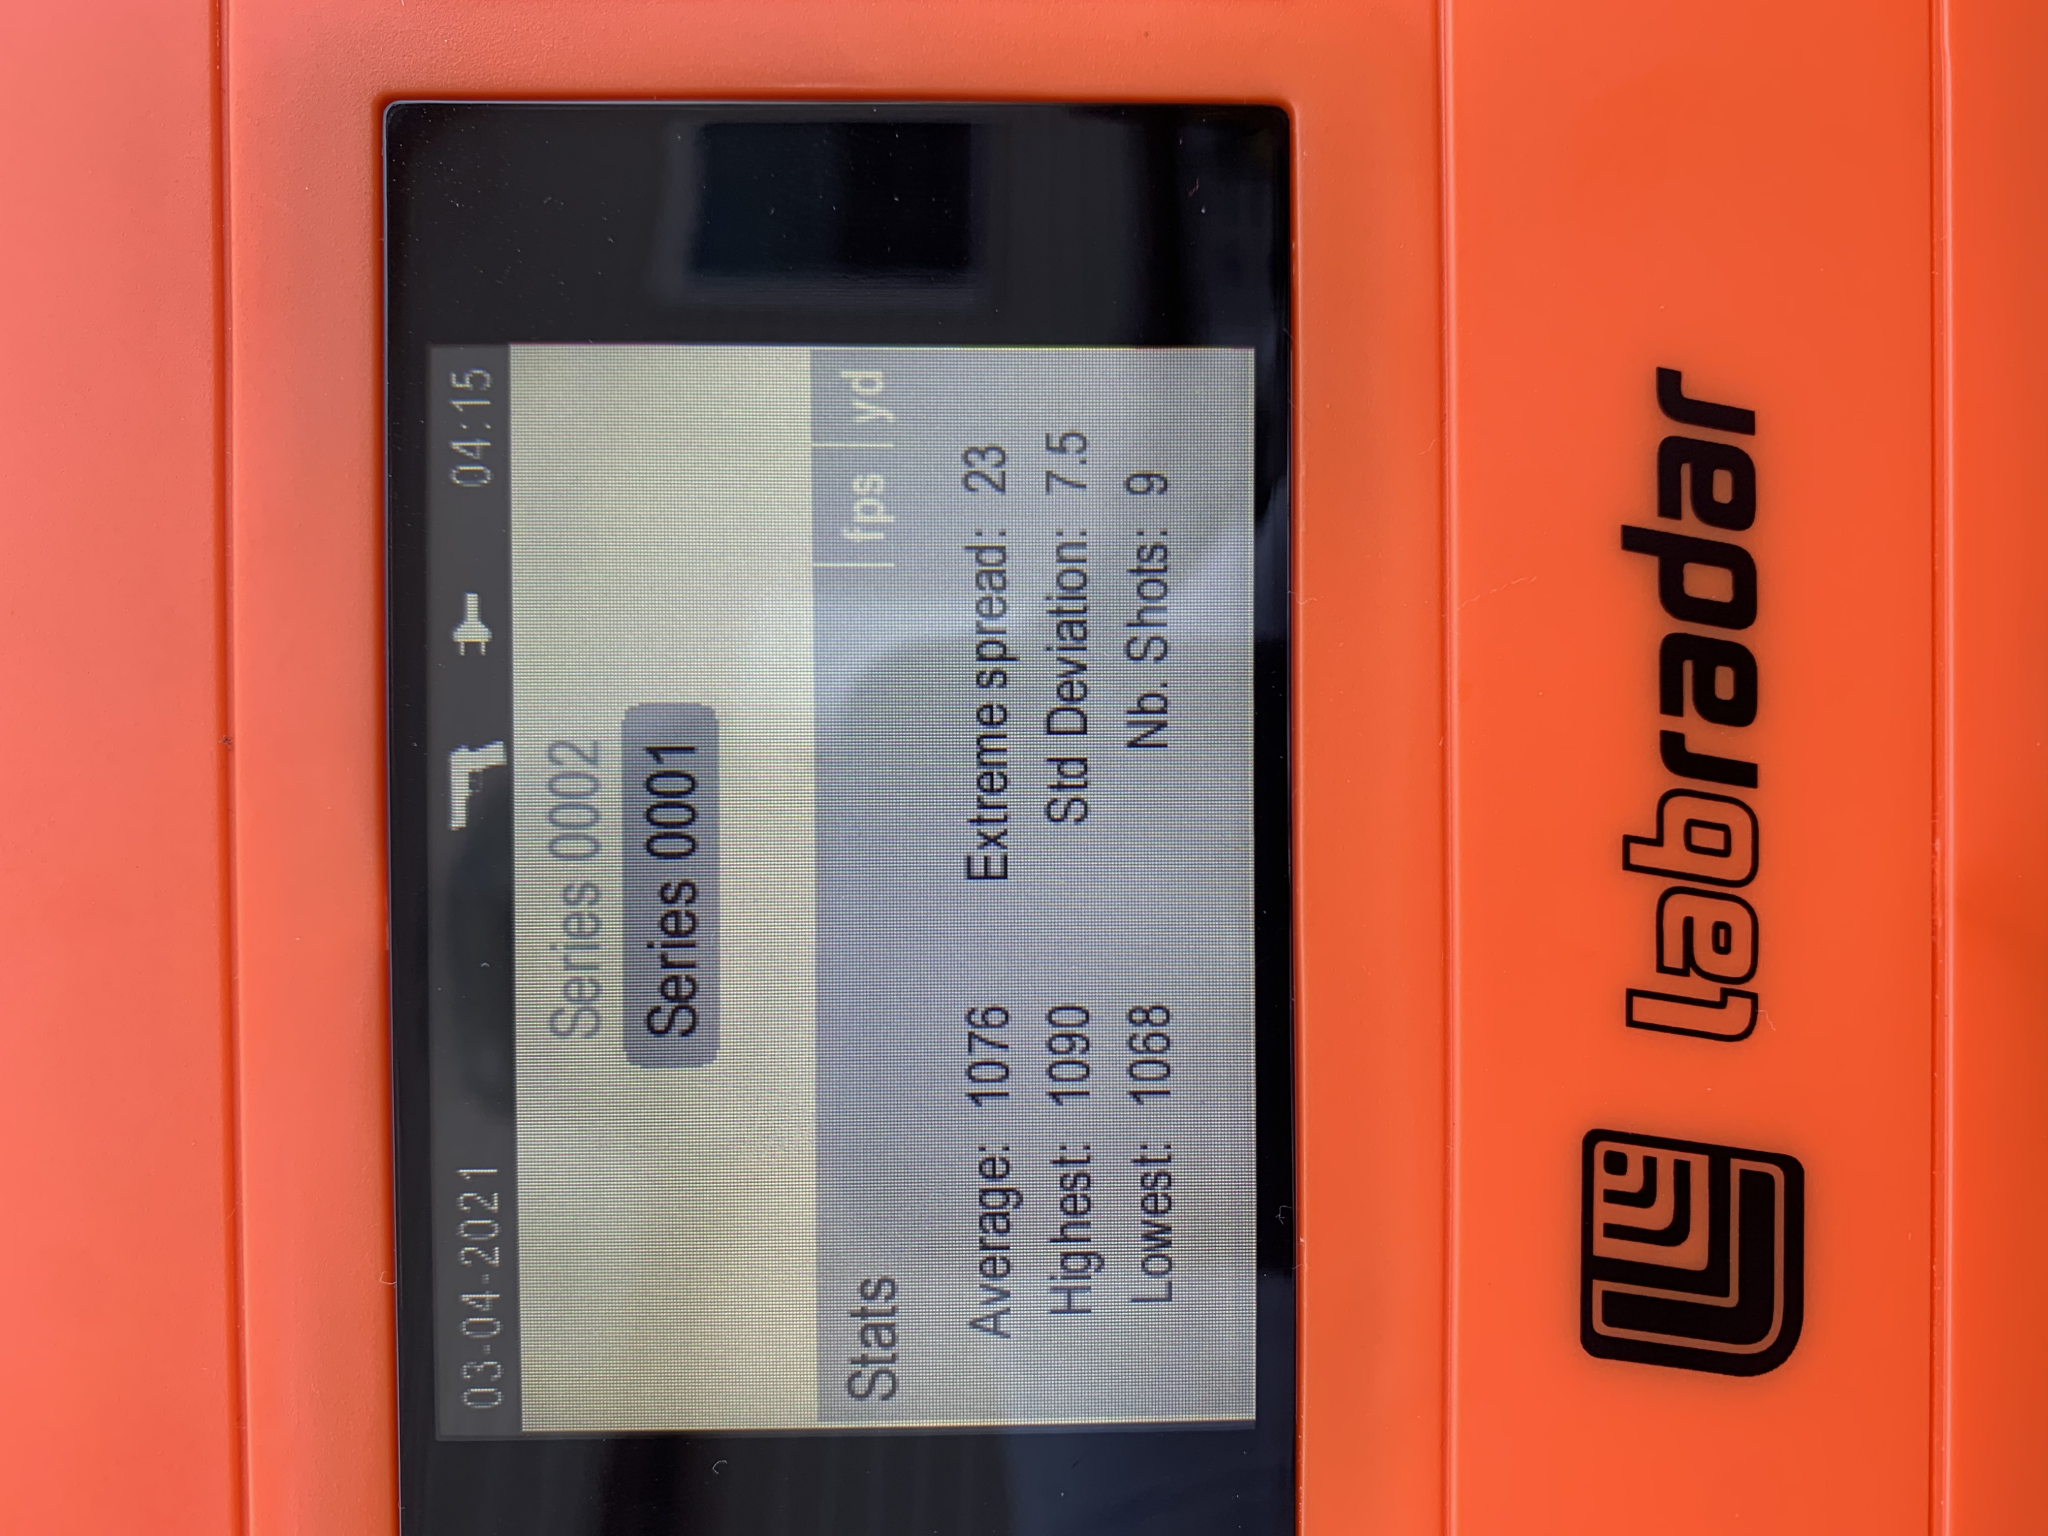 03-04-2021 04:15
Series 0002
Series 0001
Stats fps yd
Average: 1076 Extreme spread: 23
Highest: 1090 Std Deviation: 7.5
Lowest: 1068 Nb. Shots: 9
Labradar